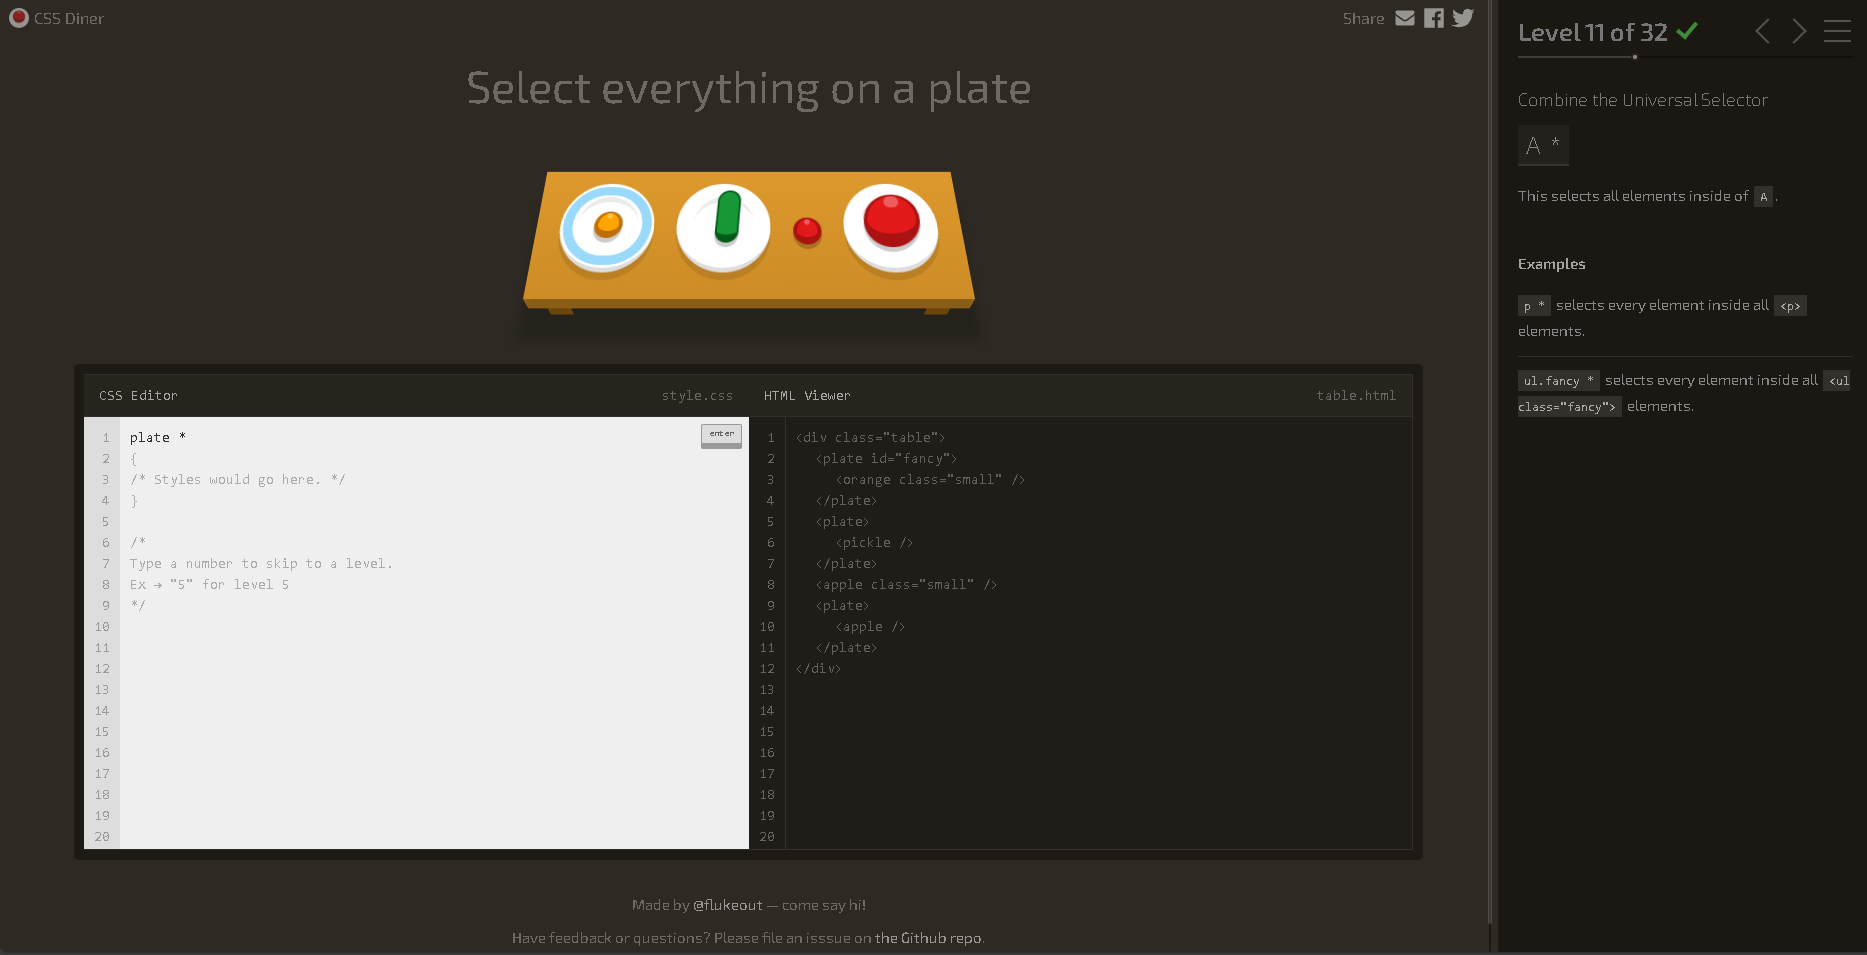 CSS Diner
Share
Select everything on a plate
CSS Editor
style.css
1 plate *
enter
2 {
3 /* Styles would go here. */
4 }
5
6 /*
7 Type a number to skip to a level.
8 Ex → "5" for level 5
9 */
10
11
12
13
14
15
16
17
18
19
20
HTML Viewer
table.html
1 <div class="table">
2 <plate id="fancy">
3 <orange class="small" />
4 </plate>
5 <plate>
6 <pickle />
7 </plate>
8 <apple class="small" />
9 <plate>
10 <apple />
11 </plate>
12 </div>
13
14
15
16
17
18
19
20
Made by @flukeout — come say hi!
Have feedback or questions? Please file an isssue on the Github repo.
Level 11 of 32
Combine the Universal Selector
A *
This selects all elements inside of A .
Examples
p * selects every element inside all <p>
elements.
ul.fancy * selects every element inside all <ul
class="fancy"> elements.